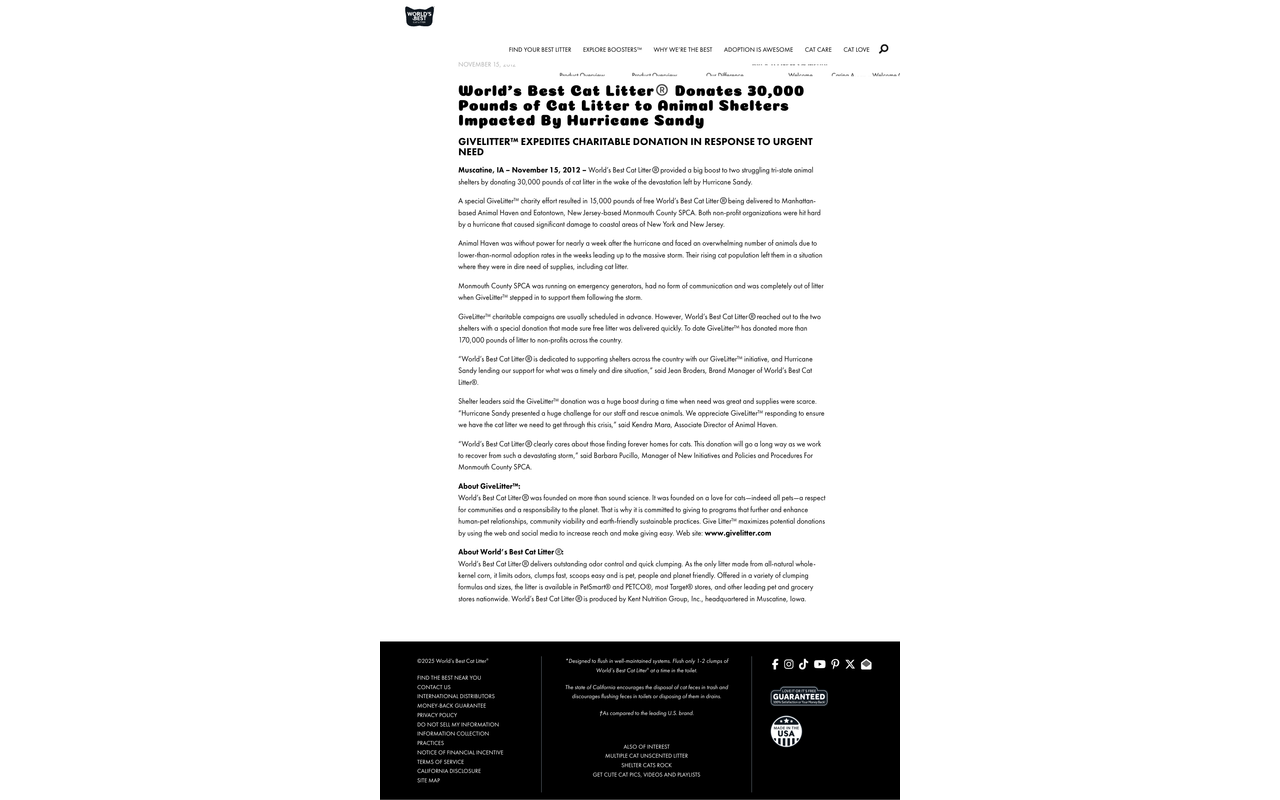 WORLD'S
BEST
FIND YOUR BEST LITTER EXPLORE BOOSTERS™ WHY WE'RE THE BEST ADOPTION IS AWESOME CAT CARE CAT LOVE
NOVEMBER 15, 2012
Product Overview Product Overview Our Difference Welcome Caring A Welcome
World's Best Cat Litter® Donates 30,000
Pounds of Cat Litter to Animal Shelters
Impacted By Hurricane Sandy
GIVELITTER™ EXPEDITES CHARITABLE DONATION IN RESPONSE TO URGENT
NEED
Muscatine, IA – November 15, 2012 – World's Best Cat Litter® provided a big boost to two struggling tri-state animal
shelters by donating 30,000 pounds of cat litter in the wake of the devastation left by Hurricane Sandy.
A special GiveLitter™ charity effort resulted in 15,000 pounds of free World's Best Cat Litter® being delivered to Manhattan-
based Animal Haven and Eatontown, New Jersey-based Monmouth County SPCA. Both non-profit organizations were hit hard
by a hurricane that caused significant damage to coastal areas of New York and New Jersey.
Animal Haven was without power for nearly a week after the hurricane and faced an overwhelming number of animals due to
lower-than-normal adoption rates in the weeks leading up to the massive storm. Their rising cat population left them in a situation
where they were in dire need of supplies, including cat litter.
Monmouth County SPCA was running on emergency generators, had no form of communication and was completely out of litter
when GiveLitter™ stepped in to support them following the storm.
GiveLitter™ charitable campaigns are usually scheduled in advance. However, World's Best Cat Litter® reached out to the two
shelters with a special donation that made sure free litter was delivered quickly. To date GiveLitter™ has donated more than
170,000 pounds of litter to non-profits across the country.
"World's Best Cat Litter® is dedicated to supporting shelters across the country with our GiveLitter™ initiative, and Hurricane
Sandy lending our support for what was a timely and dire situation," said Jean Broders, Brand Manager of World's Best Cat
Litter®.
Shelter leaders said the GiveLitter™ donation was a huge boost during a time when need was great and supplies were scarce.
"Hurricane Sandy presented a huge challenge for our staff and rescue animals. We appreciate GiveLitter™ responding to ensure
we have the cat litter we need to get through this crisis," said Kendra Mara, Associate Director of Animal Haven.
"World's Best Cat Litter® clearly cares about those finding forever homes for cats. This donation will go a long way as we work
to recover from such a devastating storm," said Barbara Pucillo, Manager of New Initiatives and Policies and Procedures For
Monmouth County SPCA.
About GiveLitter™:
World's Best Cat Litter® was founded on more than sound science. It was founded on a love for cats—indeed all pets—a respect
for communities and a responsibility to the planet. That is why it is committed to giving to programs that further and enhance
human-pet relationships, community viability and earth-friendly sustainable practices. Give Litter™ maximizes potential donations
by using the web and social media to increase reach and make giving easy. Web site: www.givelitter.com
About World's Best Cat Litter®:
World's Best Cat Litter® delivers outstanding odor control and quick clumping. As the only litter made from all-natural whole-
kernel corn, it limits odors, clumps fast, scoops easy and is pet, people and planet friendly. Offered in a variety of clumping
formulas and sizes, the litter is available in PetSmart® and PETCO®, most Target® stores, and other leading pet and grocery
stores nationwide. World's Best Cat Litter® is produced by Kent Nutrition Group, Inc., headquartered in Muscatine, Iowa.
©2025 World's Best Cat Litter®
FIND THE BEST NEAR YOU
CONTACT US
INTERNATIONAL DISTRIBUTORS
MONEY-BACK GUARANTEE
PRIVACY POLICY
DO NOT SELL MY INFORMATION
INFORMATION COLLECTION
PRACTICES
NOTICE OF FINANCIAL INCENTIVE
TERMS OF SERVICE
CALIFORNIA DISCLOSURE
SITE MAP
*Designed to flush in well-maintained systems. Flush only 1-2 clumps of
World's Best Cat Litter® at a time in the toilet.
The state of California encourages the disposal of cat feces in trash and
discourages flushing feces in toilets or disposing of them in drains.
†As compared to the leading U.S. brand.
ALSO OF INTEREST
MULTIPLE CAT UNSCENTED LITTER
SHELTER CATS ROCK
GET CUTE CAT PICS, VIDEOS AND PLAYLISTS
LOVE IT OR IT'S FREE
GUARANTEED
100% Satisfaction or Your Money Back
MADE IN THE
USA